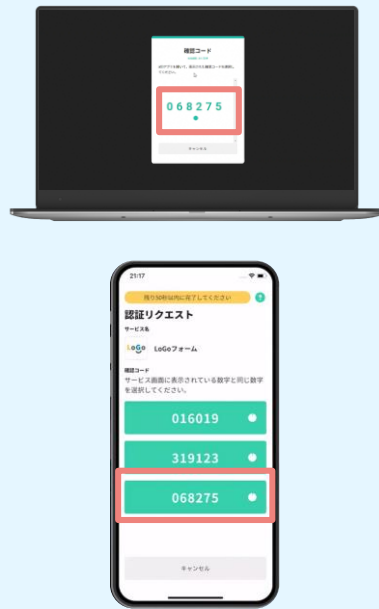 確認コード
068275
キャンセル
21:17
残り50秒以内に完了してください
?
認証リクエスト
サービス名
LoGo
LoGoフォーム
確認コード
サービス画面に表示されている数字と同じ数字
を選択してください。
016019
319123
068275
キャンセル